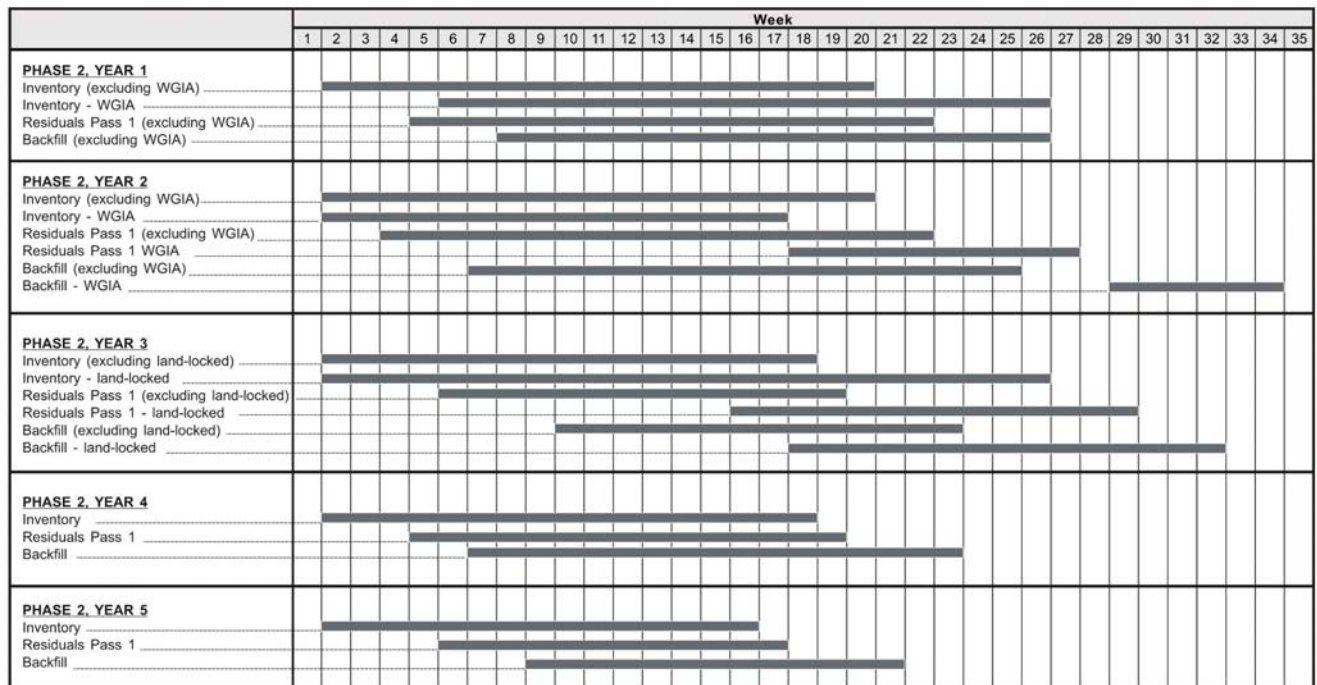 Week
1 2 3 4 5 6 7 8 9 10 11 12 13 14 15 16 17 18 19 20 21 22 23 24 25 26 27 28 29 30 31 32 33 34 35
PHASE 2, YEAR 1
Inventory (excluding WGIA)
Inventory - WGIA
Residuals Pass 1 (excluding WGIA)
Backfill (excluding WGIA)
PHASE 2, YEAR 2
Inventory (excluding WGIA)
Inventory - WGIA
Residuals Pass 1 (excluding WGIA)
Residuals Pass 1 WGIA
Backfill (excluding WGIA)
Backfill - WGIA
PHASE 2, YEAR 3
Inventory (excluding land-locked)
Inventory - land-locked
Residuals Pass 1 (excluding land-locked)
Residuals Pass 1 - land-locked
Backfill (excluding land-locked)
Backfill - land-locked
PHASE 2, YEAR 4
Inventory
Residuals Pass 1
Backfill
PHASE 2, YEAR 5
Inventory
Residuals Pass 1
Backfill